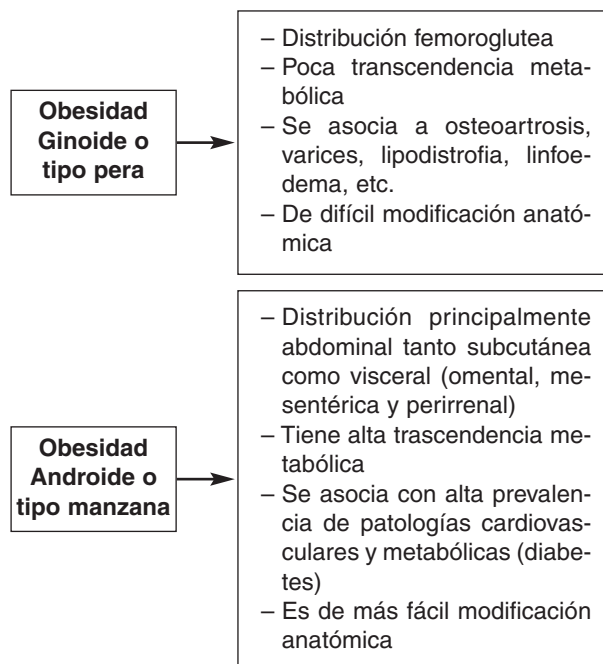 Obesidad
Ginoide o
tipo pera
– Distribución femoroglutea
– Poca transcendencia meta-
bólica
– Se asocia a osteoartrosis,
varices, lipodistrofia, linfoe-
dema, etc.
– De difícil modificación anató-
mica
Obesidad
Androide o
tipo manzana
– Distribución principalmente
abdominal tanto subcutánea
como visceral (omental, me-
sentérica y perirrenal)
– Tiene alta trascendencia me-
tabólica
– Se asocia con alta prevalen-
cia de patologías cardiovas-
culares y metabólicas (diabe-
tes)
– Es de más fácil modificación
anatómica